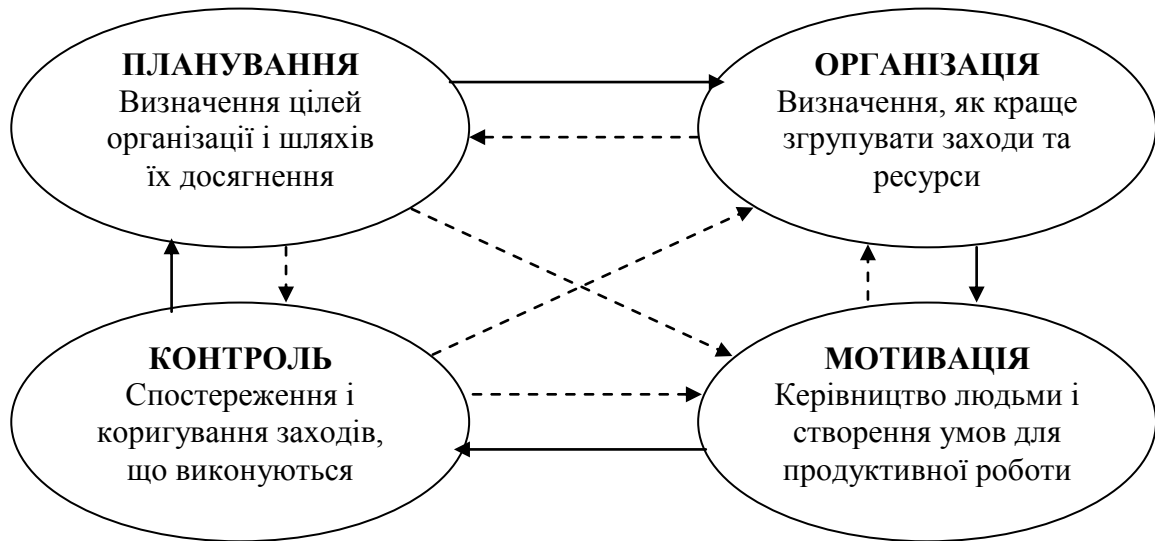 ПЛАНУВАННЯ
Визначення цілей
організації і шляхів
їх досягнення
ОРГАНІЗАЦІЯ
Визначення, як краще
згрупувати заходи та
ресурси
КОНТРОЛЬ
Спостереження і
коригування заходів,
що виконуються
МОТИВАЦІЯ
Керівництво людьми і
створення умов для
продуктивної роботи